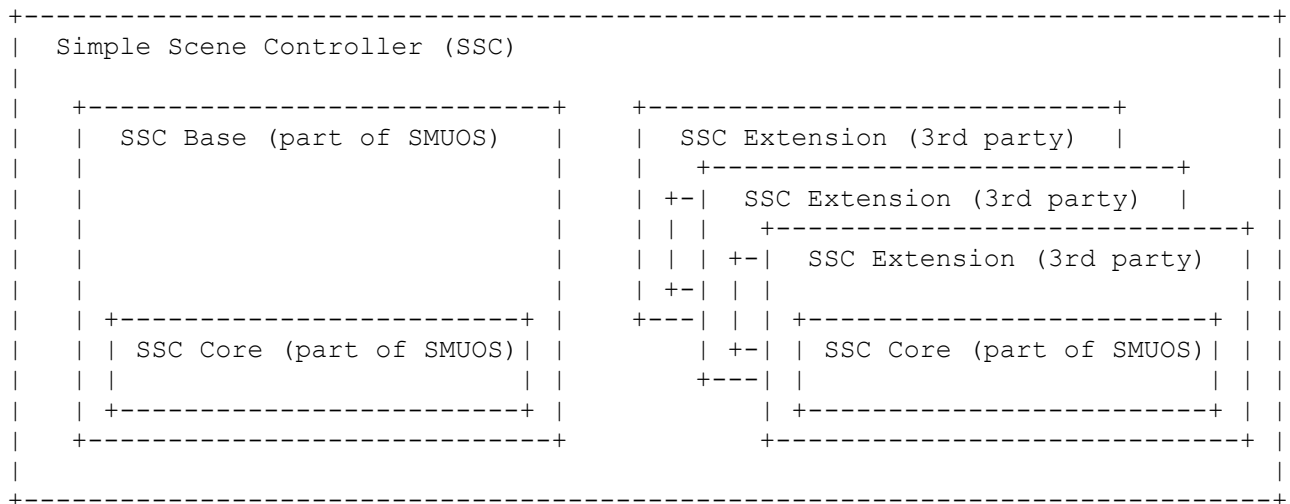 Simple Scene Controller (SSC)
SSC Base (part of SMUOS)
SSC Extension (3rd party)
SSC Extension (3rd party)
SSC Extension (3rd party)
SSC Core (part of SMUOS)
SSC Core (part of SMUOS)